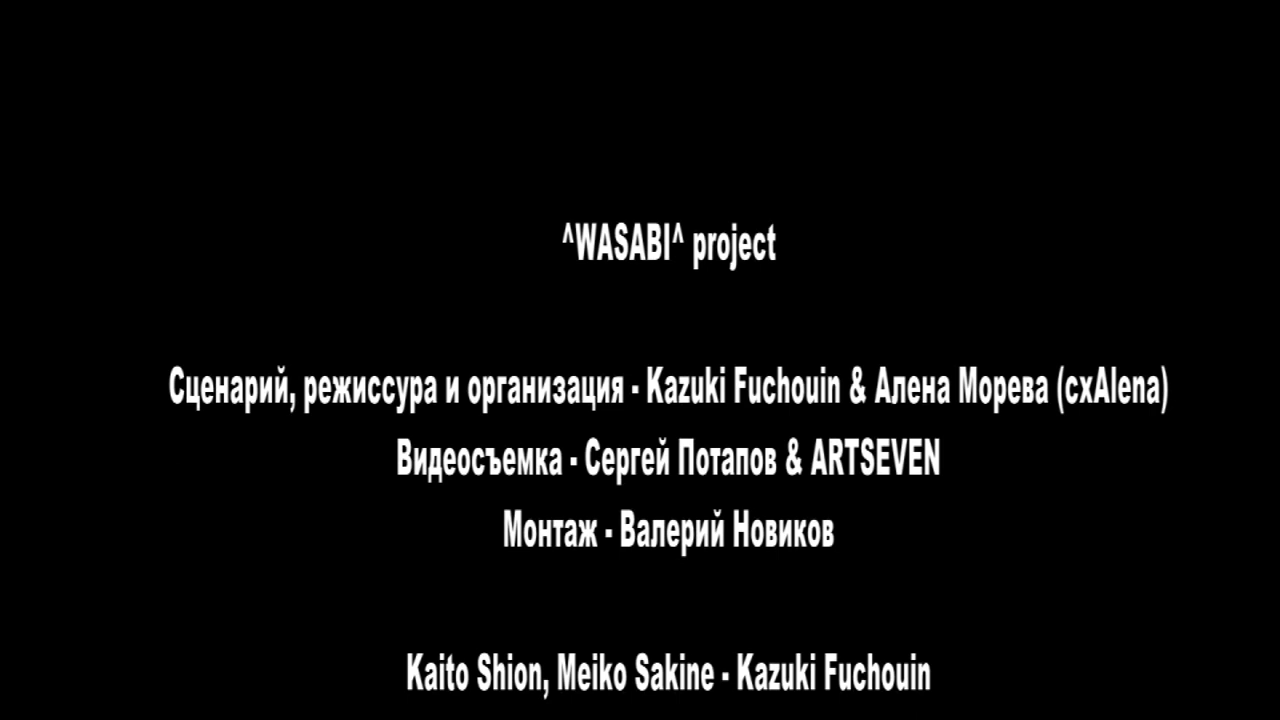 ^WASABI^ project
Сценарий, режиссура и организация - Kazuki Fuchouin & Алена Морева (cxAlena)
Видеосъемка - Сергей Потапов & ARTSEVEN
Монтаж - Валерий Новиков
Kaito Shion, Meiko Sakine - Kazuki Fuchouin